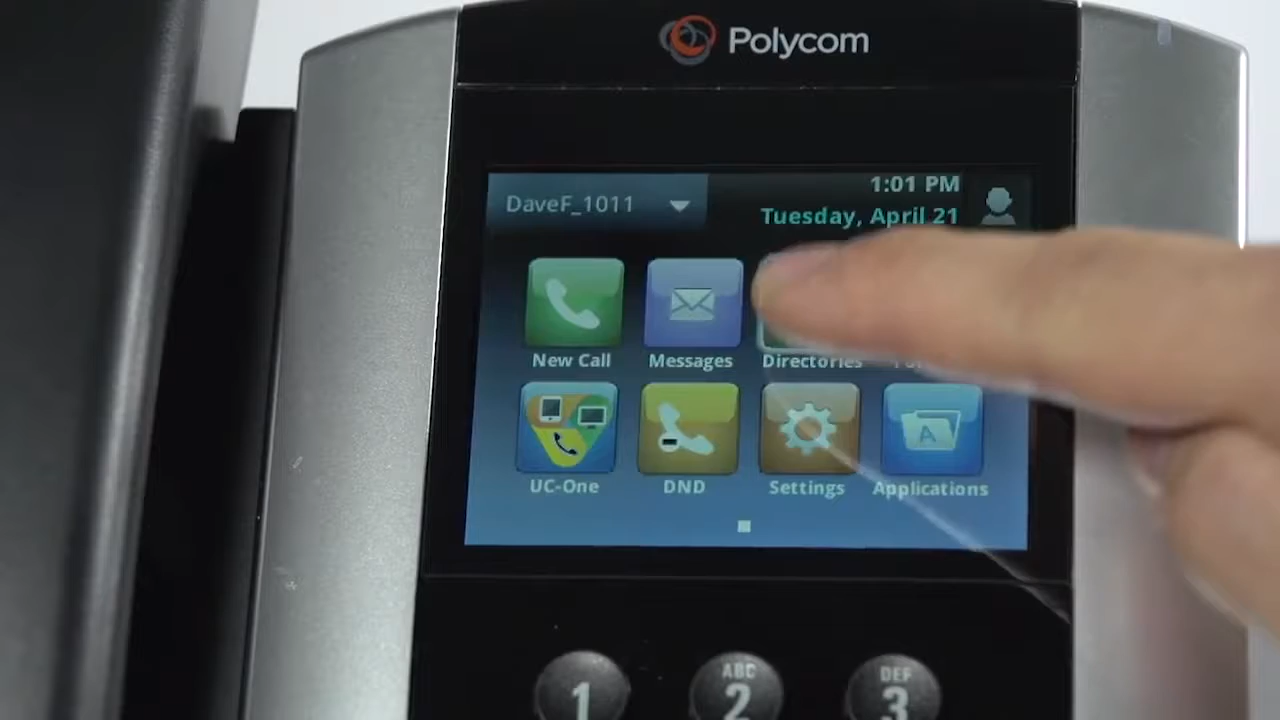 Polycom
DaveF_1011
1:01 PM
Tuesday, April 21
New Call
Messages
Directories
UC-One
DND
Settings
A
Applications
1
ABC
2
DEF
3